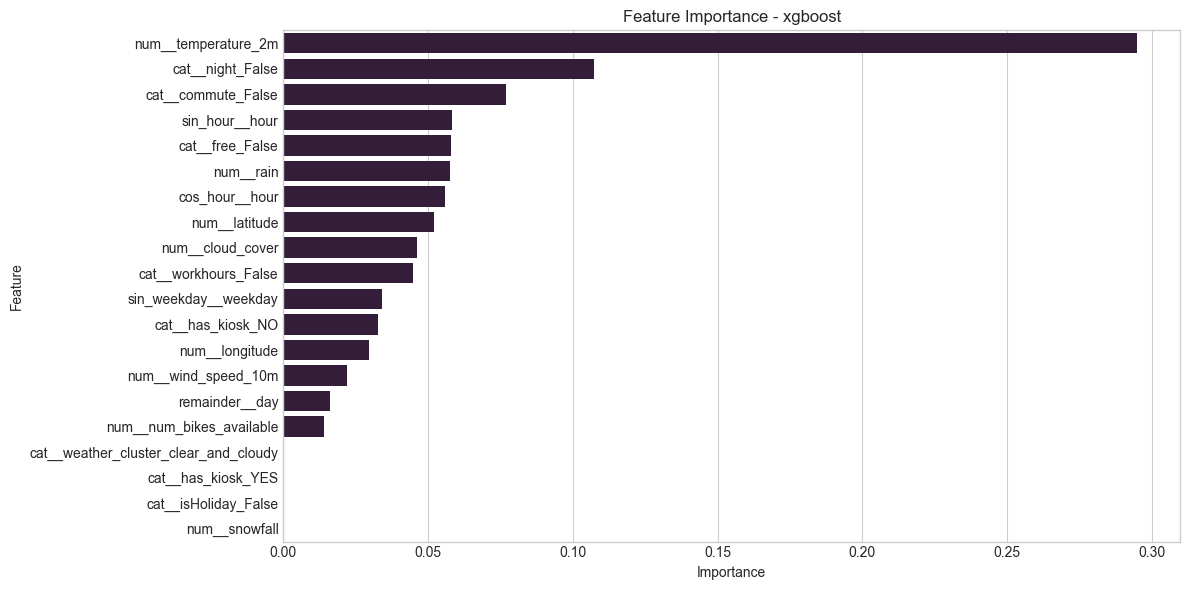 Feature Importance - xgboost
num__temperature_2m
cat__night_False
cat__commute_False
sin_hour__hour
cat__free_False
num__rain
cos_hour__hour
num__latitude
num__cloud_cover
cat__workhours_False
sin_weekday__weekday
cat__has_kiosk_NO
num__longitude
num__wind_speed_10m
remainder__day
num__num_bikes_available
cat__weather_cluster_clear_and_cloudy
cat__has_kiosk_YES
cat__isHoliday_False
num__snowfall
Feature
0.00 0.05 0.10 0.15 0.20 0.25 0.30
Importance